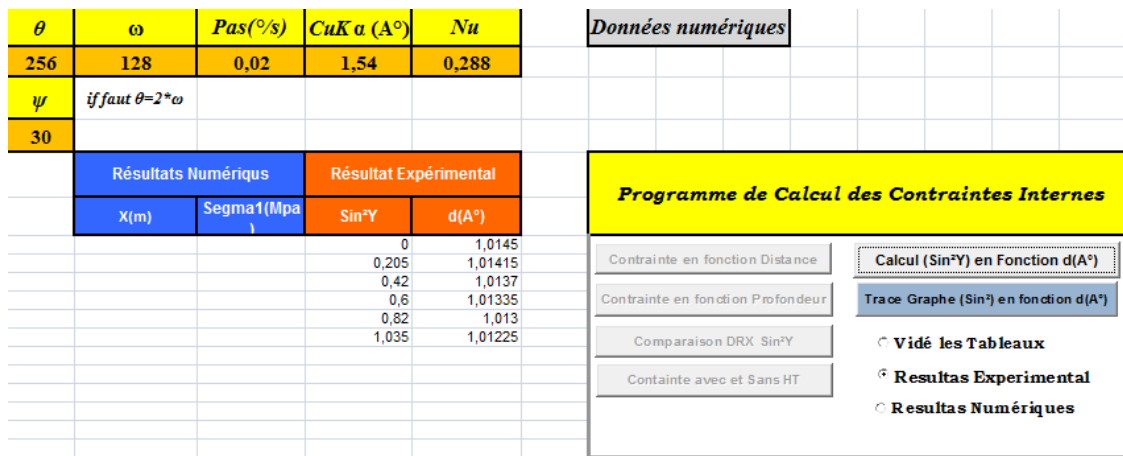 θ ω Pas(°/s) CuK α (A°) Nu
256 128 0,02 1,54 0,288
ψ if faut θ=2*ω
30
Données numériques
Résultats Numériqus Résultat Expérimental
X(m) Segma1(Mpa
) Sin²Y d(A°)
0 1,0145
0,205 1,01415
0,42 1,0137
0,6 1,01335
0,82 1,013
1,035 1,01225
Programme de Calcul des Contraintes Internes
Contrainte en fonction Distance
Contrainte en fonction Profondeur
Comparaison DRX Sin²Y
Containte avec et Sans HT
Calcul (Sin²Y) en Fonction d(A°)
Trace Graphe (Sin²) en fonction d(A°)
Vidé les Tableaux
Resultas Experimental
Resultas Numériques